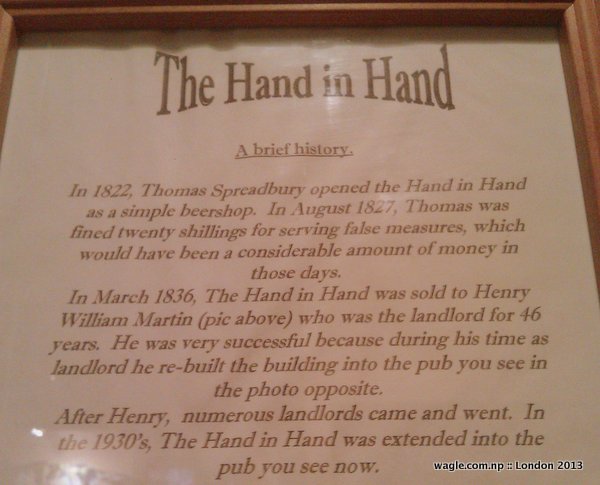 The Hand in Hand
A brief history.
In 1822, Thomas Spreadbury opened the Hand in Hand
as a simple beershop. In August 1827, Thomas was
fined twenty shillings for serving false measures, which
would have been a considerable amount of money in
those days.
In March 1836, The Hand in Hand was sold to Henry
William Martin (pic above) who was the landlord for 46
years. He was very successful because during his time as
landlord he re-built the building into the pub you see in
the photo opposite.
After Henry, numerous landlords came and went. In
the 1930's, The Hand in Hand was extended into the
pub you see now.
wagle.com.np :: London 2013